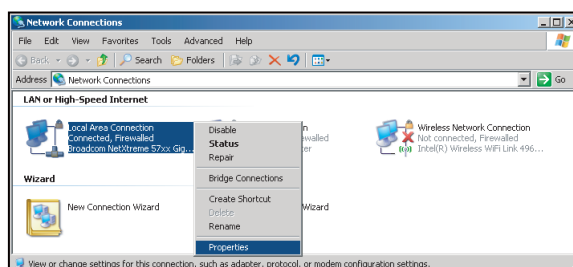 Network Connections
File Edit View Favorites Tools Advanced Help
Back Search Folders
Address Network Connections Go
LAN or High-Speed Internet
Local Area Connection
Connected, Firewalled
Broadcom NetXtreme 57xx Gig...
Disable
Status
Repair
Bridge Connections
Create Shortcut
Delete
Rename
Properties
Wireless Network Connection
Not connected, Firewalled
Intel(R) Wireless WiFi Link 496...
Wizard
New Connection Wizard
Wizard
View or change settings for this connection, such as adapter, protocol, or modem configuration settings.